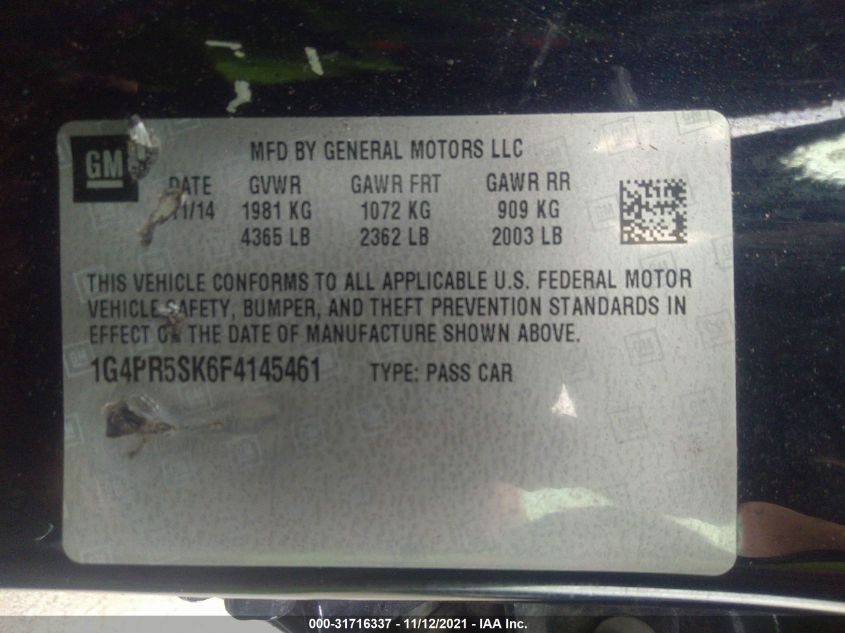 GM
MFD BY GENERAL MOTORS LLC
DATE GVWR GAWR FRT GAWR RR
11/14 1981 KG 1072 KG 909 KG
4365 LB 2362 LB 2003 LB
THIS VEHICLE CONFORMS TO ALL APPLICABLE U.S. FEDERAL MOTOR
VEHICLE SAFETY, BUMPER, AND THEFT PREVENTION STANDARDS IN
EFFECT ON THE DATE OF MANUFACTURE SHOWN ABOVE.
1G4PR5SK6F4145461 TYPE: PASS CAR
000-31716337 - 11/12/2021 - IAA Inc.